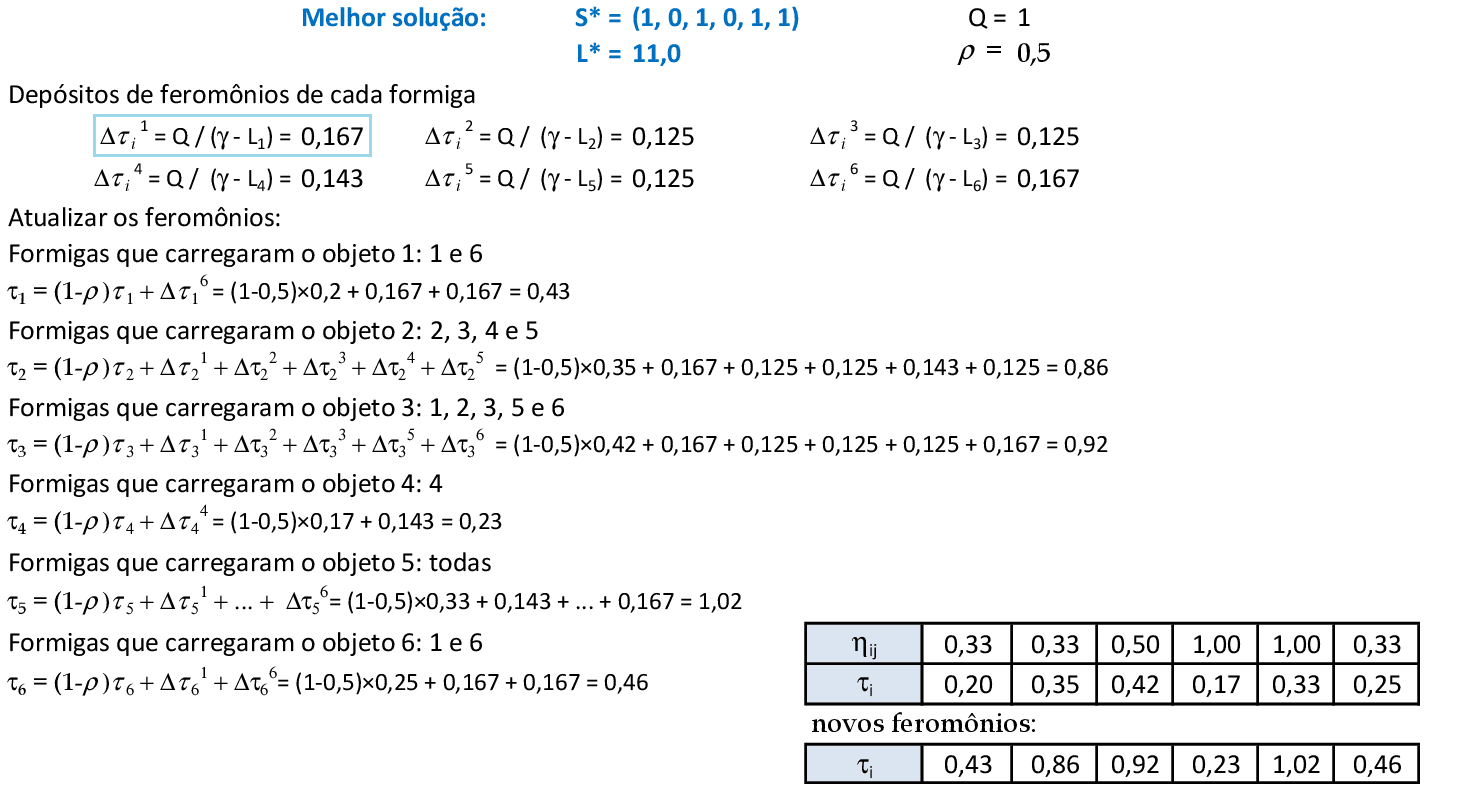 Melhor solução: S* = (1, 0, 1, 0, 1, 1) Q = 1
L* = 11,0 ρ = 0,5
Depósitos de feromônios de cada formiga
Δτᵢ¹ = Q / (γ - L₁) = 0,167 Δτᵢ² = Q / (γ - L₂) = 0,125 Δτᵢ³ = Q / (γ - L₃) = 0,125
Δτᵢ⁴ = Q / (γ - L₄) = 0,143 Δτᵢ⁵ = Q / (γ - L₅) = 0,125 Δτᵢ⁶ = Q / (γ - L₆) = 0,167
Atualizar os feromônios:
Formigas que carregaram o objeto 1: 1 e 6
τ₁ = (1-ρ)τ₁ + Δτ₁⁶ = (1-0,5)×0,2 + 0,167 + 0,167 = 0,43
Formigas que carregaram o objeto 2: 2, 3, 4 e 5
τ₂ = (1-ρ)τ₂ + Δτ₂¹ + Δτ₂² + Δτ₂³ + Δτ₂⁴ + Δτ₂⁵ = (1-0,5)×0,35 + 0,167 + 0,125 + 0,125 + 0,143 + 0,125 = 0,86
Formigas que carregaram o objeto 3: 1, 2, 3, 5 e 6
τ₃ = (1-ρ)τ₃ + Δτ₃¹ + Δτ₃² + Δτ₃³ + Δτ₃⁵ + Δτ₃⁶ = (1-0,5)×0,42 + 0,167 + 0,125 + 0,125 + 0,125 + 0,167 = 0,92
Formigas que carregaram o objeto 4: 4
τ₄ = (1-ρ)τ₄ + Δτ₄⁴ = (1-0,5)×0,17 + 0,143 = 0,23
Formigas que carregaram o objeto 5: todas
τ₅ = (1-ρ)τ₅ + Δτ₅¹ + ... + Δτ₅⁶= (1-0,5)×0,33 + 0,143 + ... + 0,167 = 1,02
Formigas que carregaram o objeto 6: 1 e 6
τ₆ = (1-ρ)τ₆ + Δτ₆¹ + Δτ₆⁶= (1-0,5)×0,25 + 0,167 + 0,167 = 0,46
ηᵢⱼ 0,33 0,33 0,50 1,00 1,00 0,33
τᵢ 0,20 0,35 0,42 0,17 0,33 0,25
novos feromônios:
τᵢ 0,43 0,86 0,92 0,23 1,02 0,46